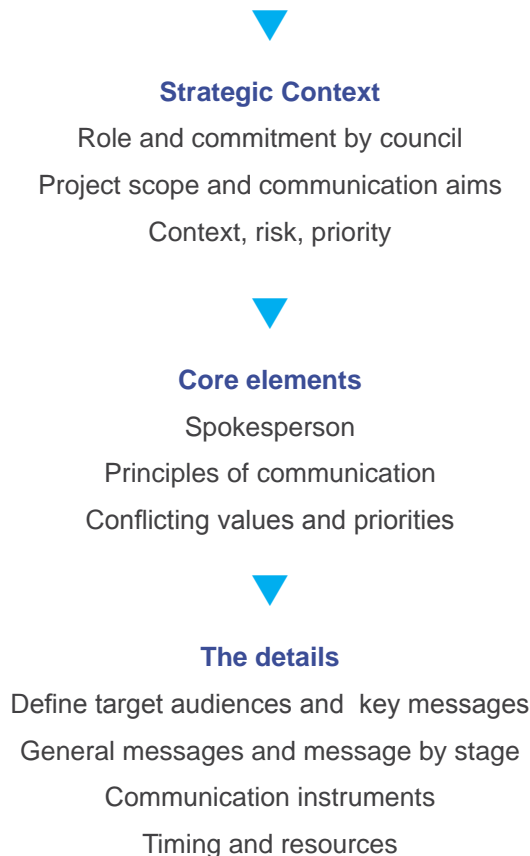 Strategic Context
Role and commitment by council
Project scope and communication aims
Context, risk, priority
Core elements
Spokesperson
Principles of communication
Conflicting values and priorities
The details
Define target audiences and  key messages
General messages and message by stage
Communication instruments
Timing and resources